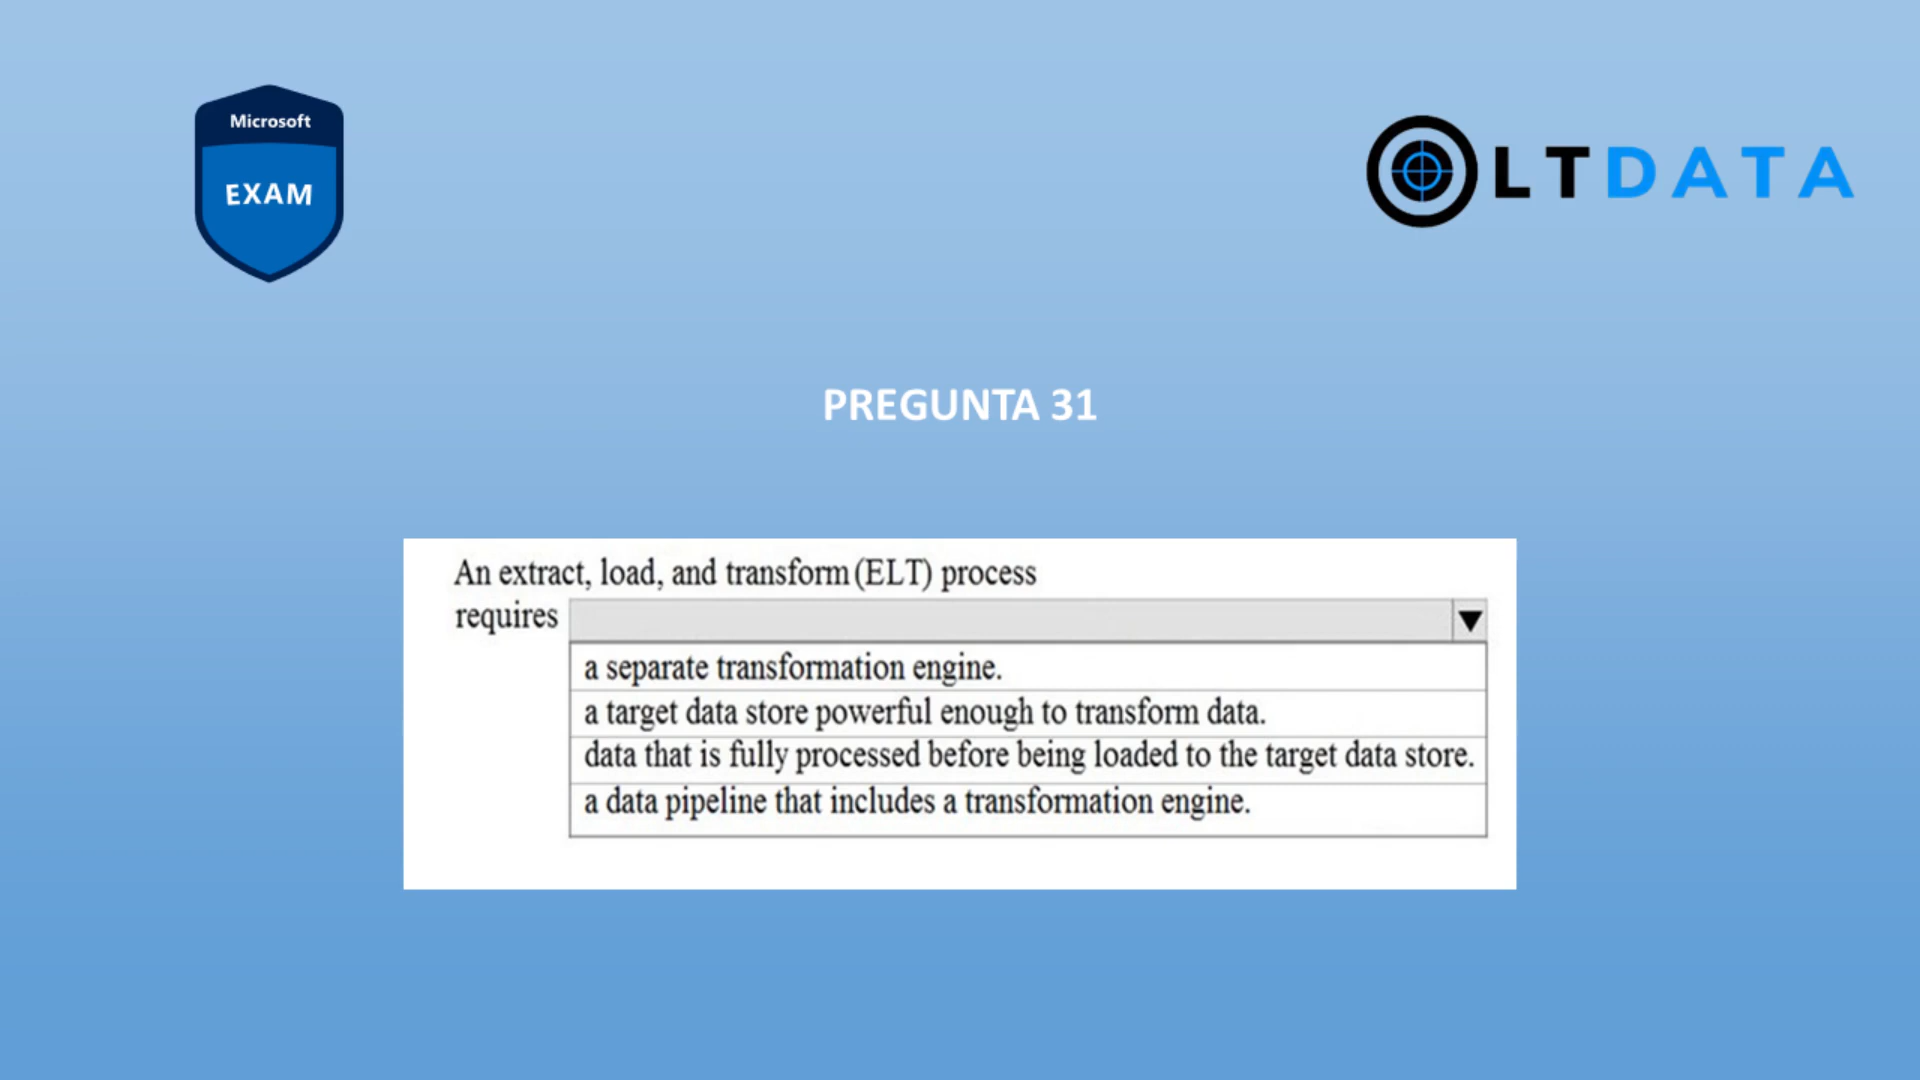 Microsoft
EXAM
LTDATA
PREGUNTA 31
An extract, load, and transform (ELT) process
requires
a separate transformation engine.
a target data store powerful enough to transform data.
data that is fully processed before being loaded to the target data store.
a data pipeline that includes a transformation engine.